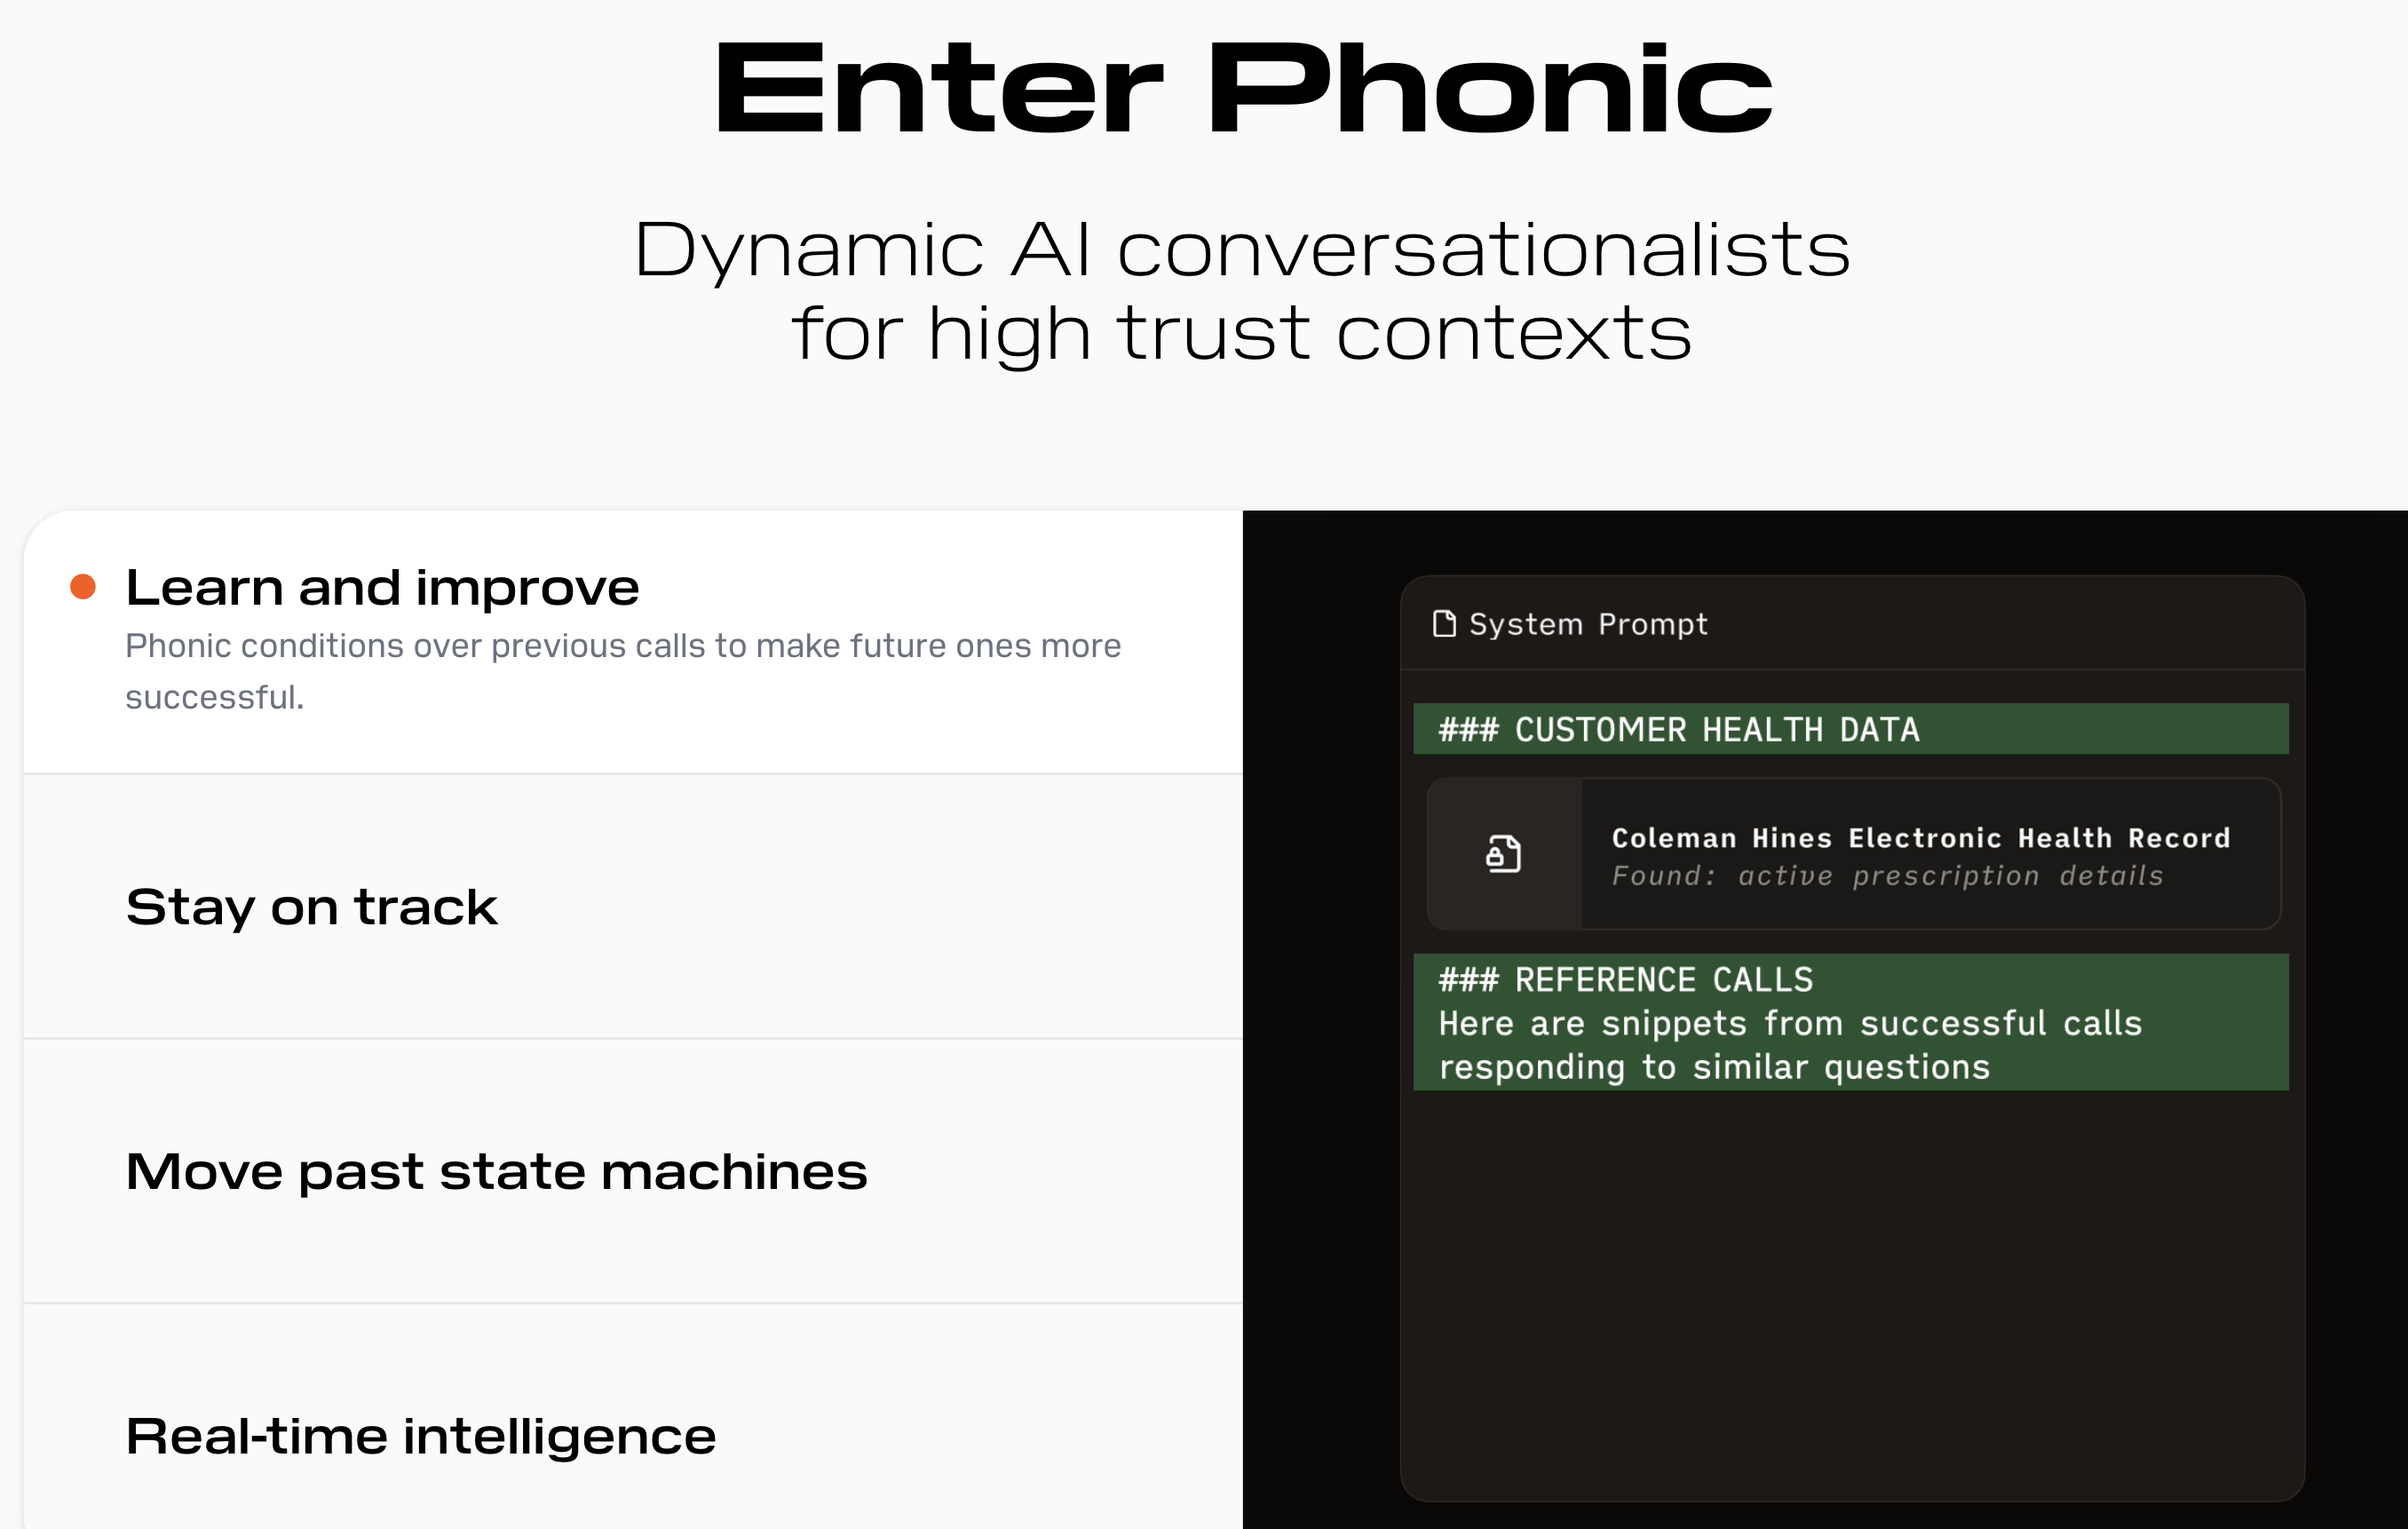 Enter Phonic
Dynamic AI conversationalists
for high trust contexts
Learn and improve
Phonic conditions over previous calls to make future ones more
successful.
Stay on track
Move past state machines
Real-time intelligence
System Prompt
### CUSTOMER HEALTH DATA
Coleman Hines Electronic Health Record
Found: active prescription details
### REFERENCE CALLS
Here are snippets from successful calls
responding to similar questions